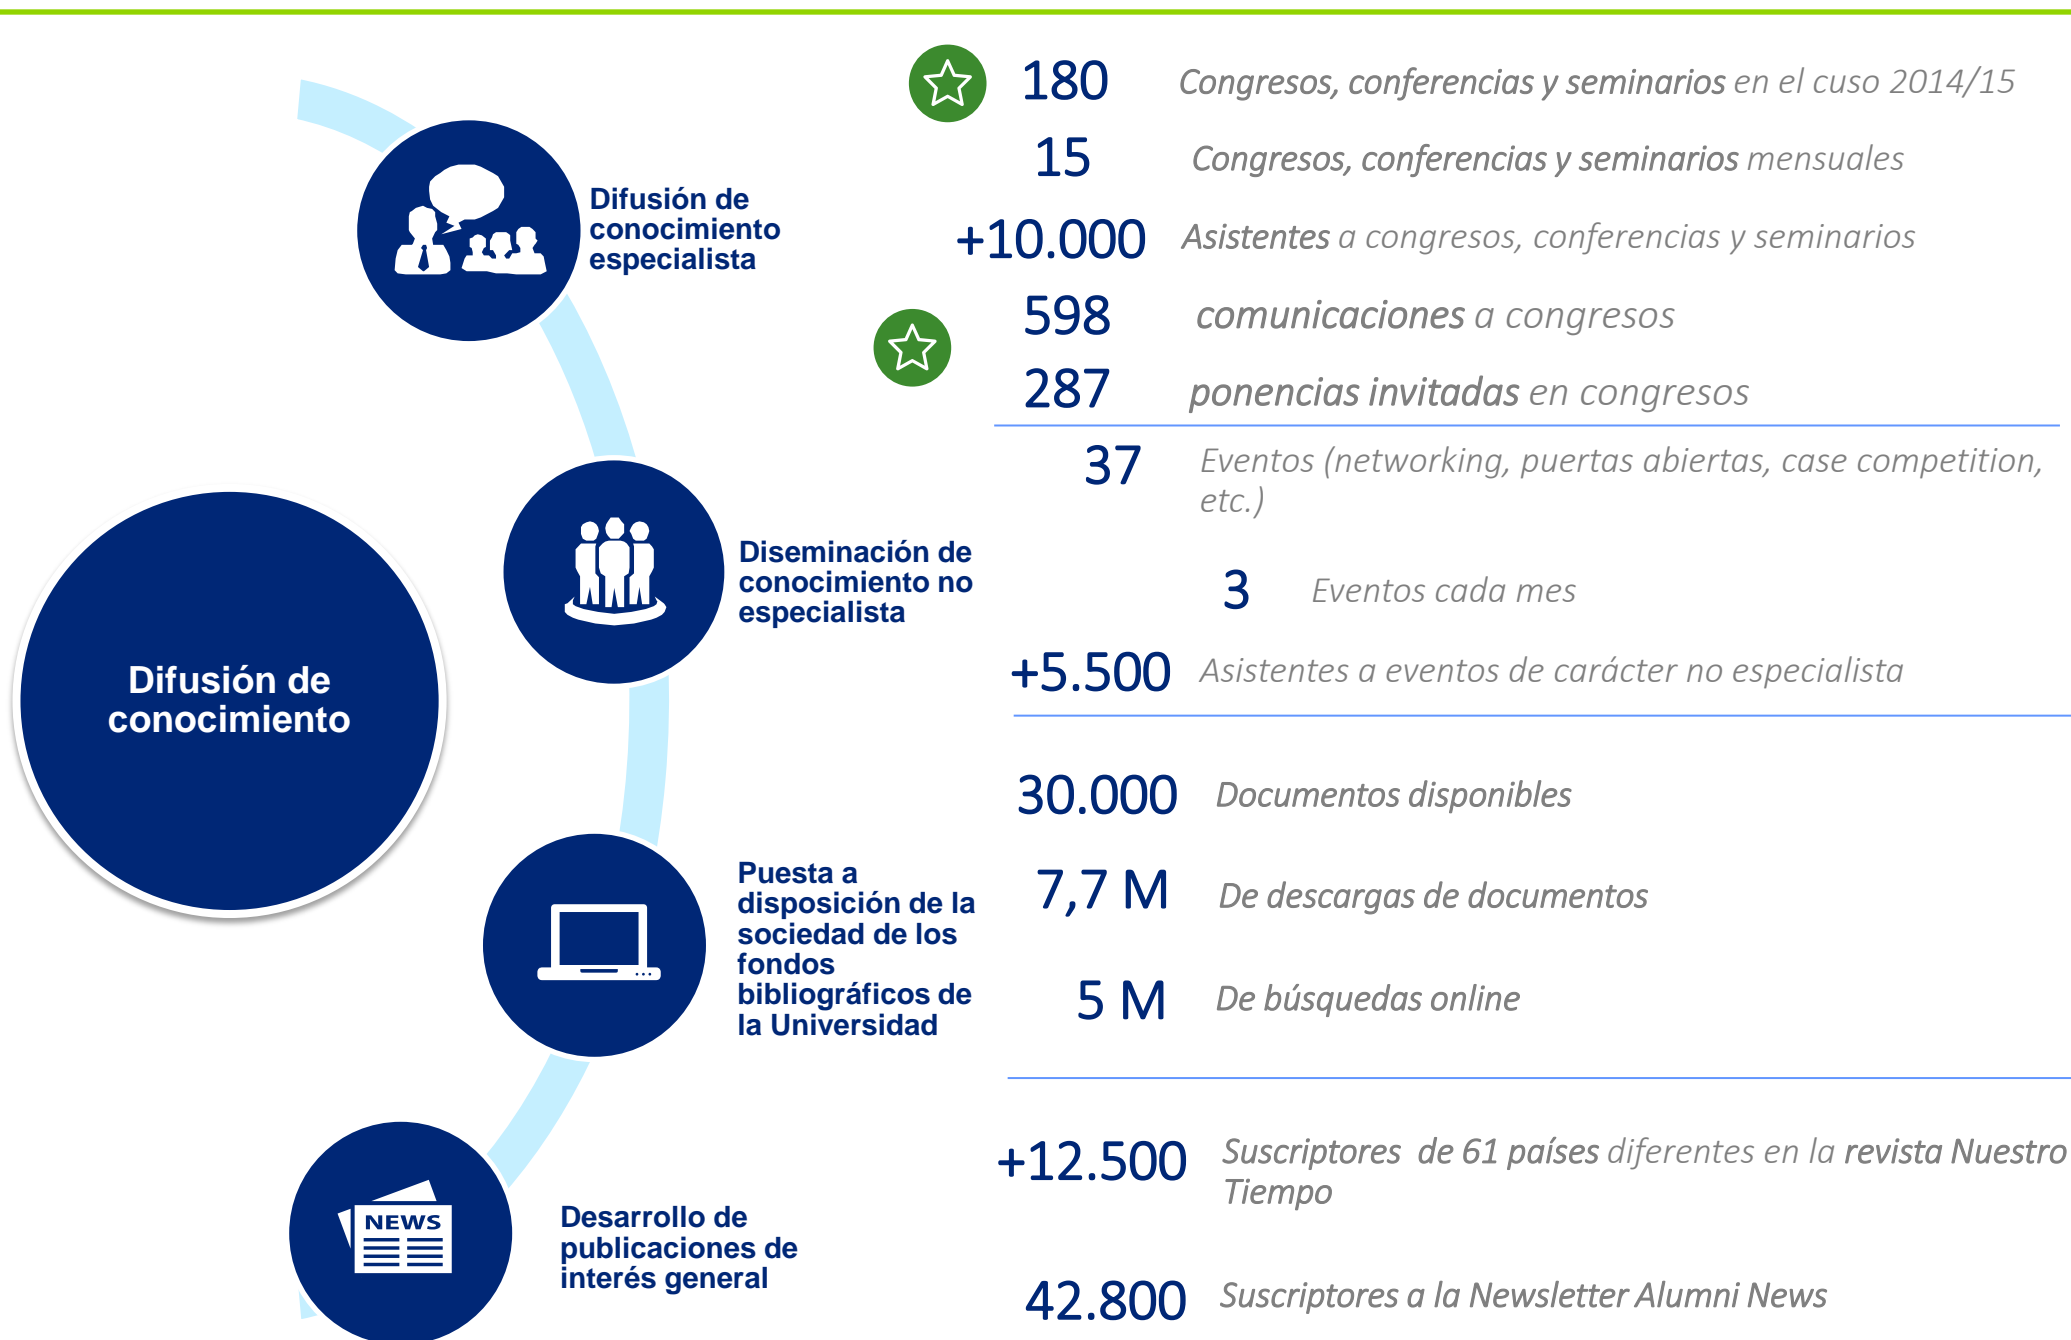 180 Congresos, conferencias y seminarios en el cuso 2014/15
15 Congresos, conferencias y seminarios mensuales
+10.000 Asistentes a congresos, conferencias y seminarios
598 comunicaciones a congresos
287 ponencias invitadas en congresos
Difusión de
conocimiento
especialista
37 Eventos (networking, puertas abiertas, case competition,
etc.)
3 Eventos cada mes
+5.500 Asistentes a eventos de carácter no especialista
Diseminación de
conocimiento no
especialista
Difusión de
conocimiento
30.000 Documentos disponibles
7,7 M De descargas de documentos
5 M De búsquedas online
Puesta a
disposición de la
sociedad de los
fondos
bibliográficos de
la Universidad
+12.500 Suscriptores de 61 países diferentes en la revista Nuestro
Tiempo
42.800 Suscriptores a la Newsletter Alumni News
NEWS
Desarrollo de
publicaciones de
interés general